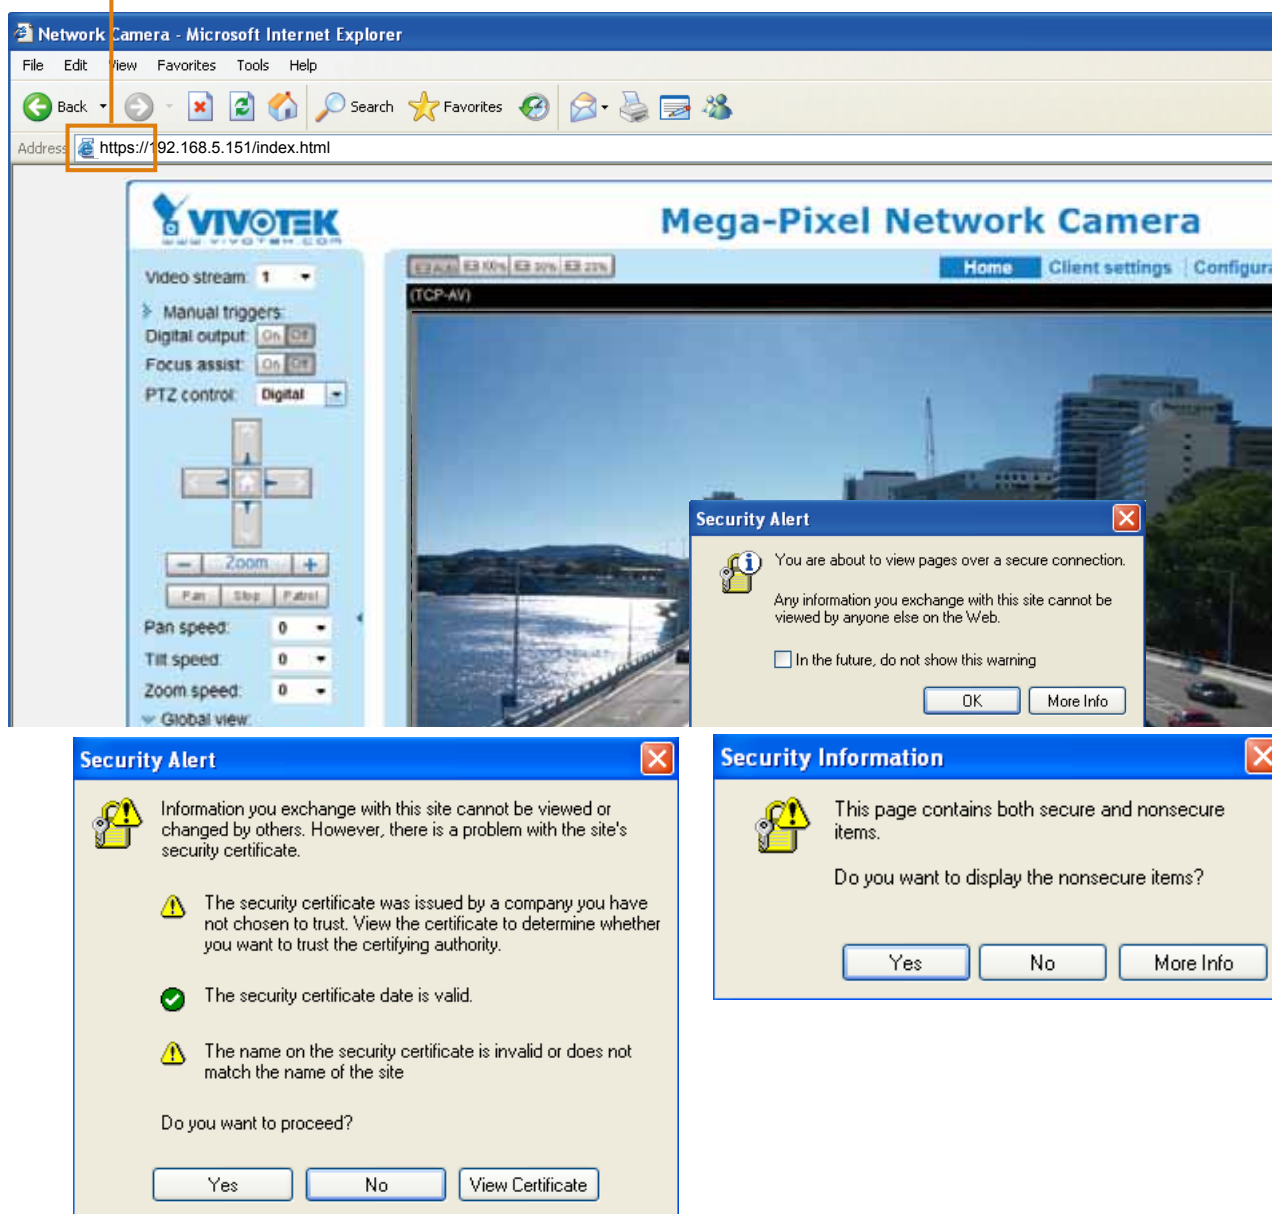 Network Camera - Microsoft Internet Explorer
File Edit View Favorites Tools Help
Back Search Favorites
Address https://192.168.5.151/index.html
VIVOTEK
WWW.VIVOTEK.COM
Mega-Pixel Network Camera
Video stream: 1
Auto 100% 50% 25%
Home Client settings Configura
(TCP-AV)
Manual triggers:
Digital output: On Off
Focus assist: On Off
PTZ control: Digital
Zoom
Pan Stop Patrol
Pan speed: 0
Tilt speed: 0
Zoom speed: 0
Global view:
Security Alert
You are about to view pages over a secure connection.
Any information you exchange with this site cannot be
viewed by anyone else on the Web.
In the future, do not show this warning
OK More Info
Security Alert
Information you exchange with this site cannot be viewed or
changed by others. However, there is a problem with the site's
security certificate.
The security certificate was issued by a company you have
not chosen to trust. View the certificate to determine whether
you want to trust the certifying authority.
The security certificate date is valid.
The name on the security certificate is invalid or does not
match the name of the site
Do you want to proceed?
Yes No View Certificate
Security Information
This page contains both secure and nonsecure
items.
Do you want to display the nonsecure items?
Yes No More Info